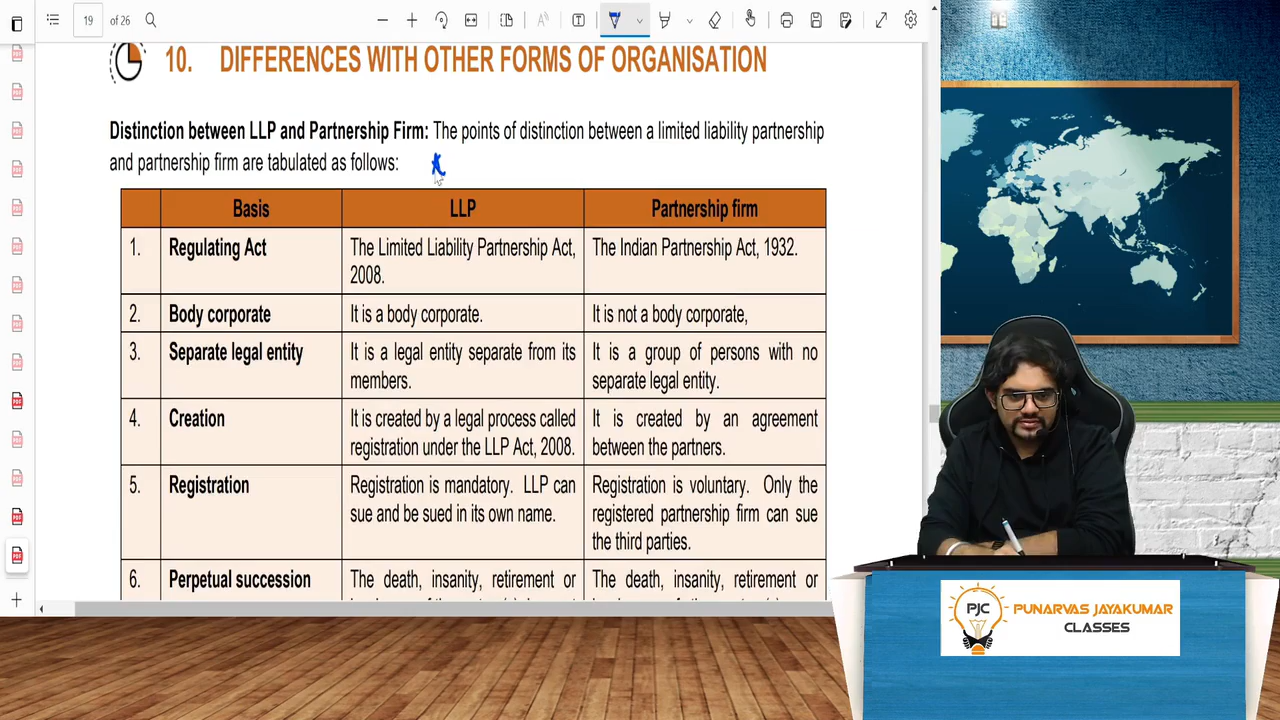 19 of 26
10. DIFFERENCES WITH OTHER FORMS OF ORGANISATION
Distinction between LLP and Partnership Firm: The points of distinction between a limited liability partnership
and partnership firm are tabulated as follows:
Basis LLP Partnership firm
1. Regulating Act The Limited Liability Partnership Act, The Indian Partnership Act, 1932.
2008.
2. Body corporate It is a body corporate. It is not a body corporate,
3. Separate legal entity It is a legal entity separate from its It is a group of persons with no
members. separate legal entity.
4. Creation It is created by a legal process called It is created by an agreement
registration under the LLP Act, 2008. between the partners.
5. Registration Registration is mandatory. LLP can Registration is voluntary. Only the
sue and be sued in its own name. registered partnership firm can sue
the third parties.
6. Perpetual succession The death, insanity, retirement or The death, insanity, retirement or
PJC PUNARVAS JAYAKUMAR
CLASSES